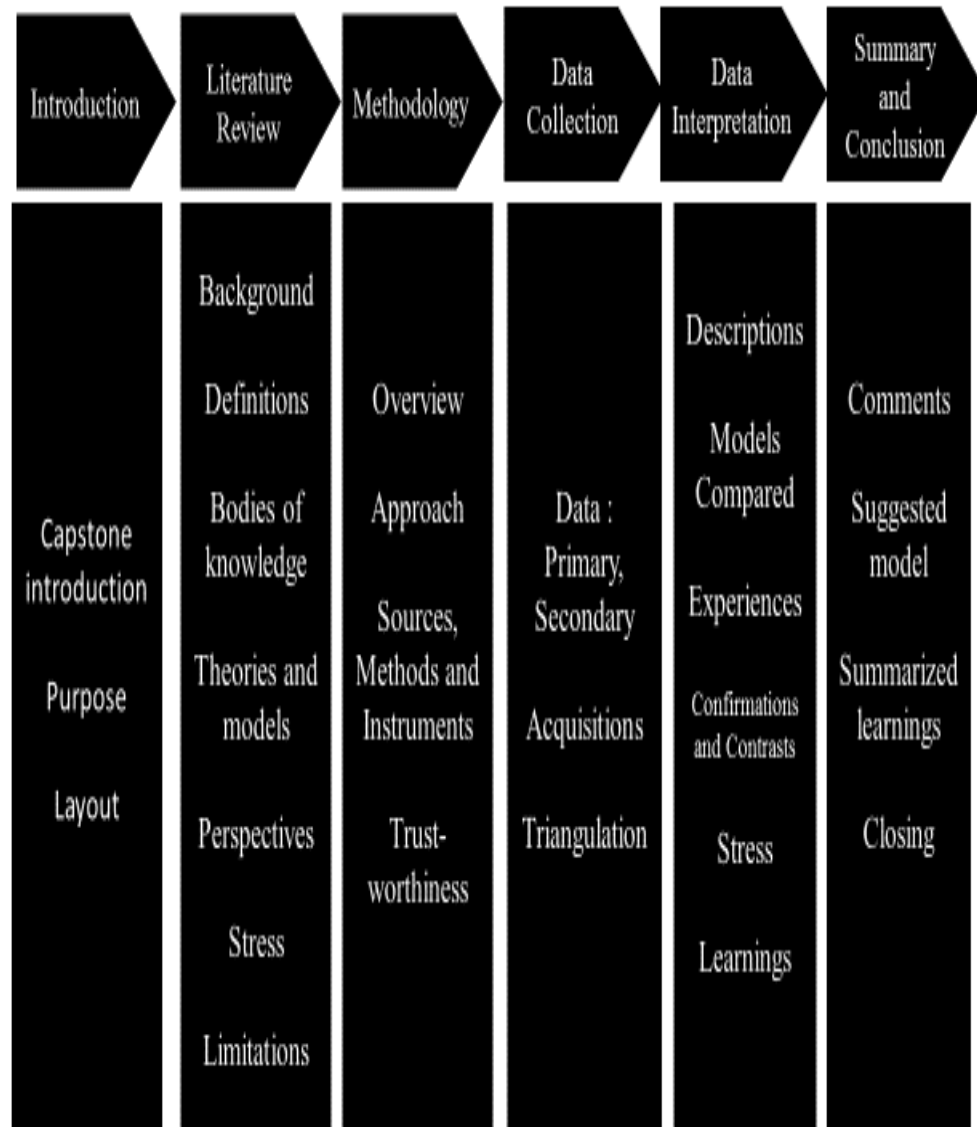 Introduction
Literature
Review
Methodology
Data
Collection
Data
Interpretation
Summary
and
Conclusion
Capstone
introduction
Purpose
Layout
Background
Definitions
Bodies of
knowledge
Theories and
models
Perspectives
Stress
Limitations
Overview
Approach
Sources,
Methods and
Instruments
Trust-
worthiness
Data :
Primary,
Secondary
Acquisitions
Triangulation
Descriptions
Models
Compared
Experiences
Confirmations
and Contrasts
Stress
Learnings
Comments
Suggested
model
Summarized
learnings
Closing